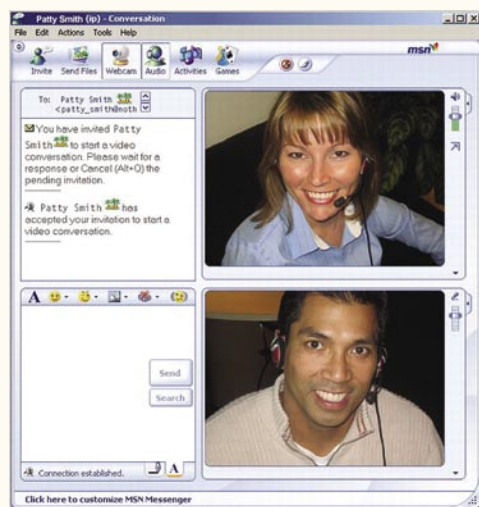 Patty Smith (ip) - Conversation
File Edit Actions Tools Help
Invite Send Files Webcam Audio Activities Games
msn
To: Patty Smith
<patty_smith@noth
You have invited Patty
Smith to start a video
conversation. Please wait for a
response or Cancel (Alt+Q) the
pending invitation.
Patty Smith has
accepted your invitation to start a
video conversation.
A
Send
Search
Connection established.
A
Click here to customize MSN Messenger